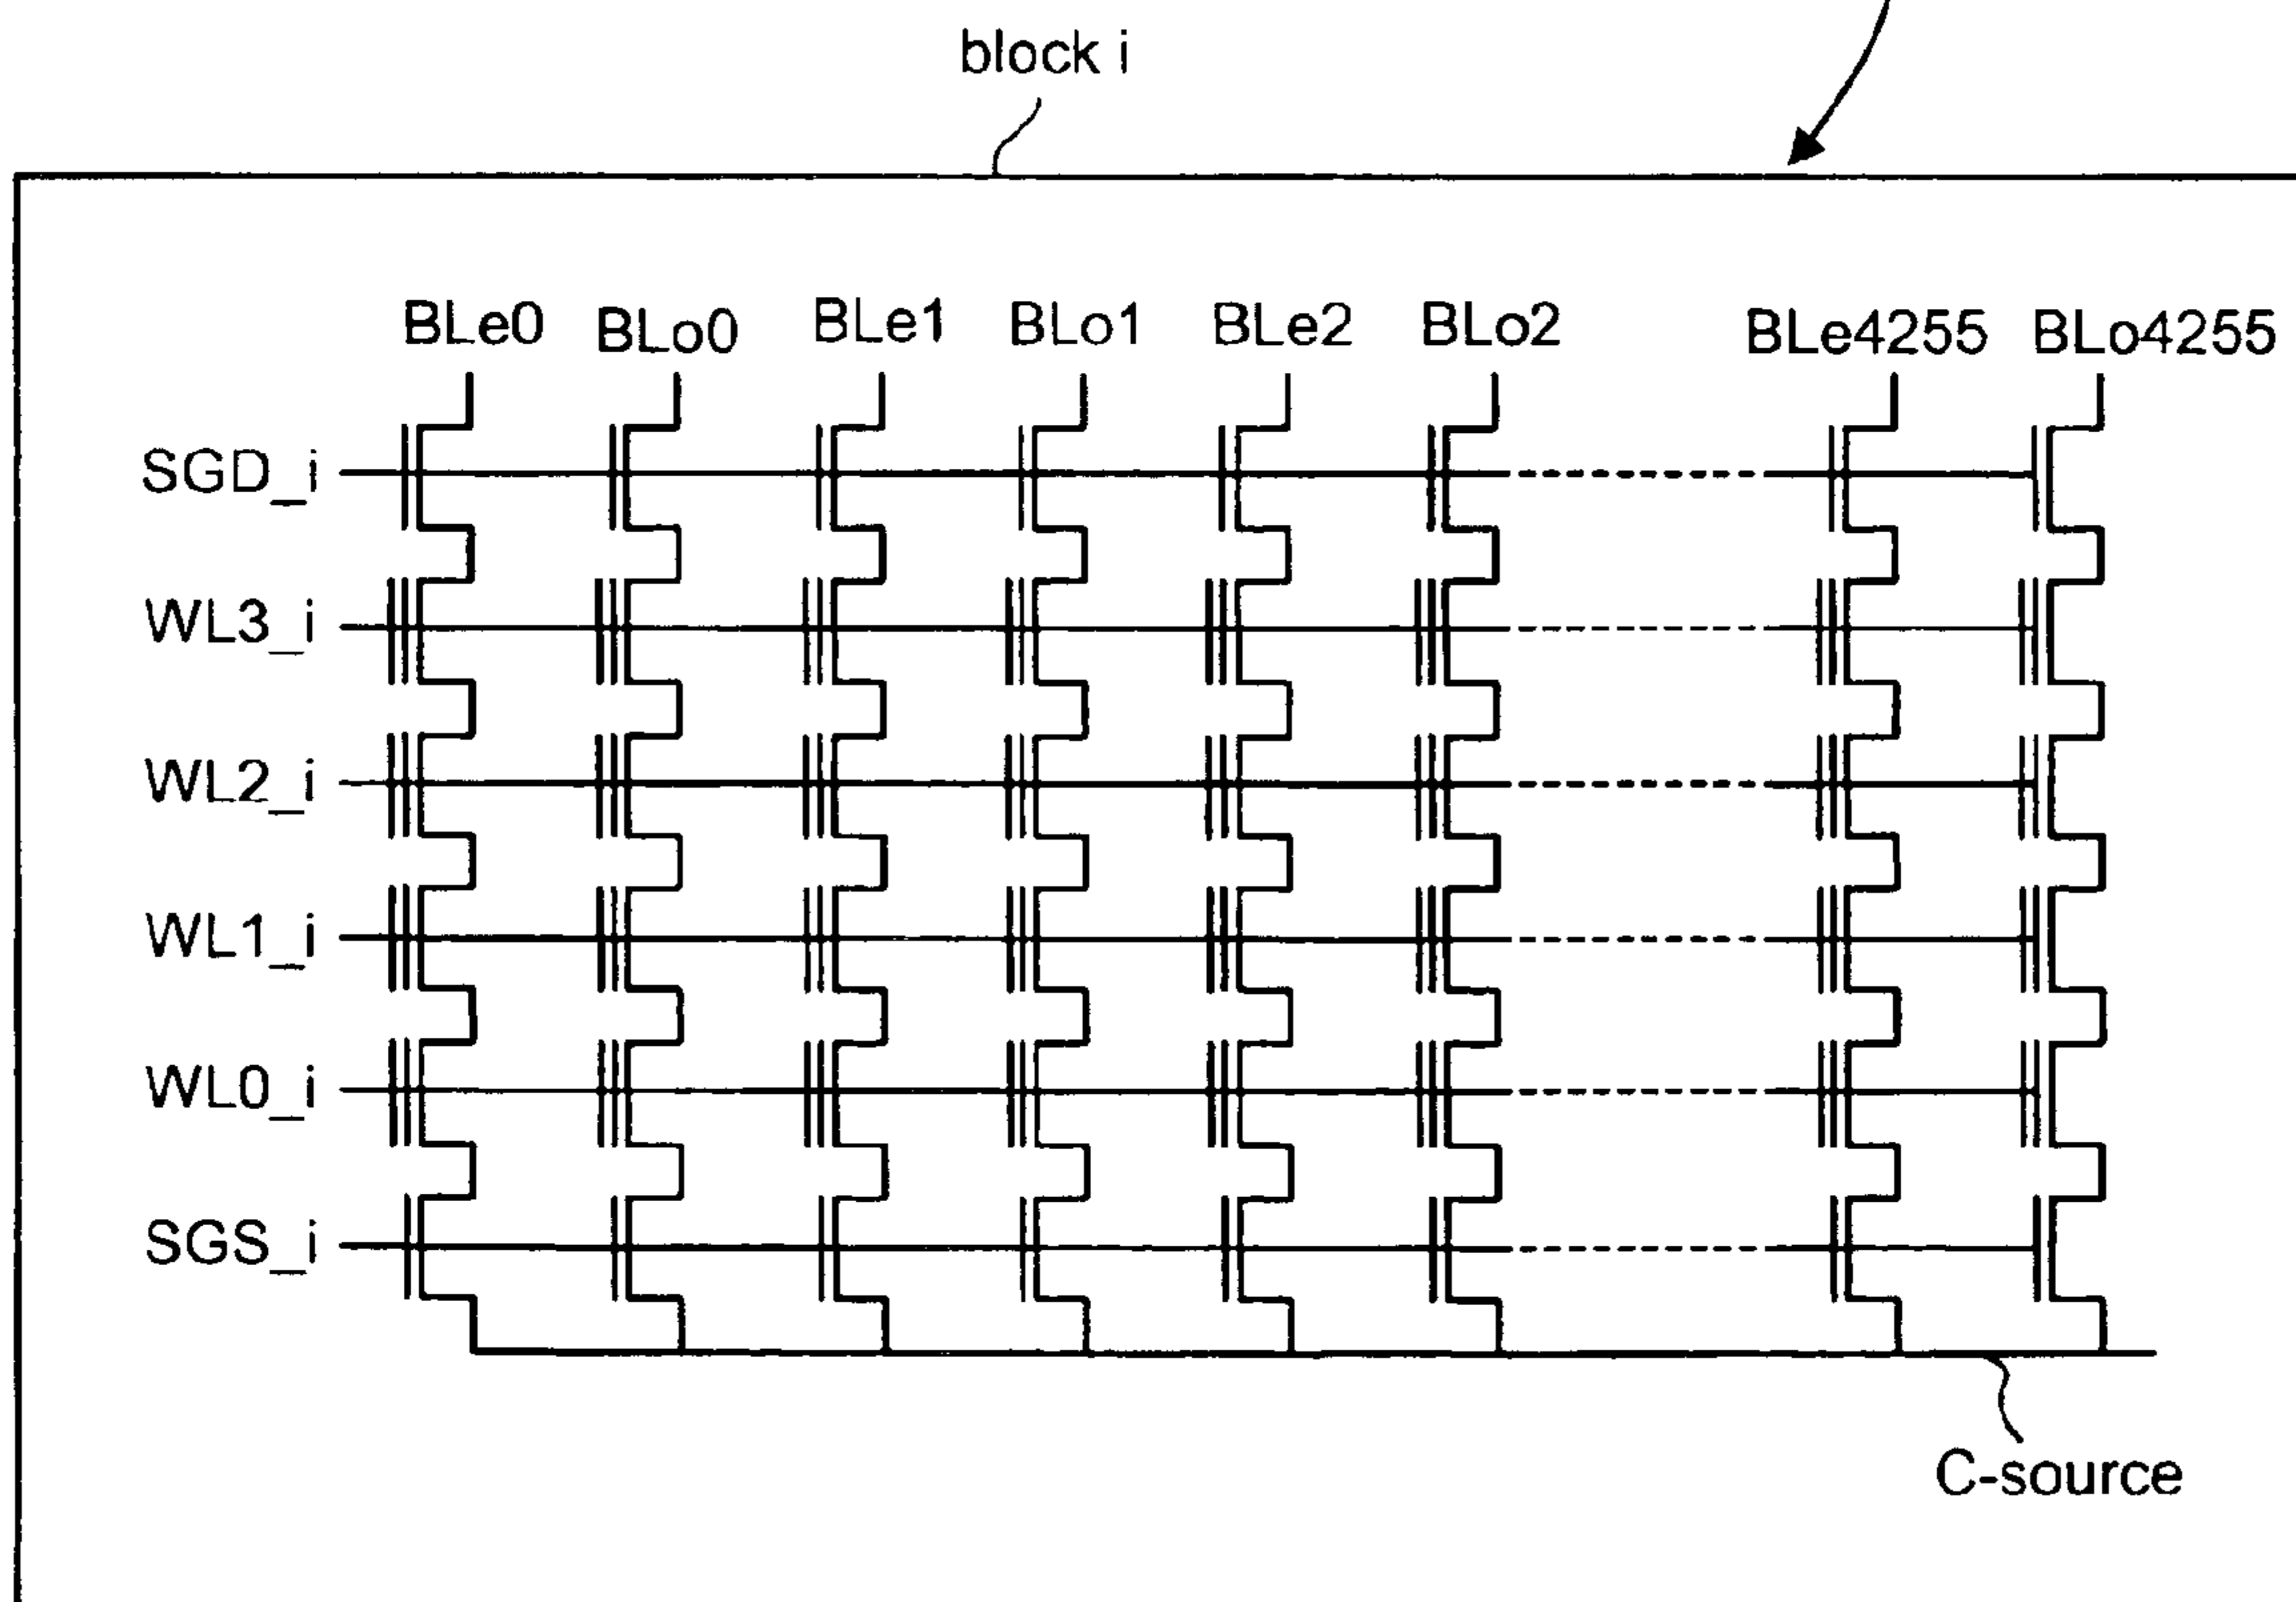 block i
BLe0 BLo0 BLe1 BLo1 BLe2 BLo2 BLe4255 BLo4255
SGD_i
WL3_i
WL2_i
WL1_i
WL0_i
SGS_i
C-source